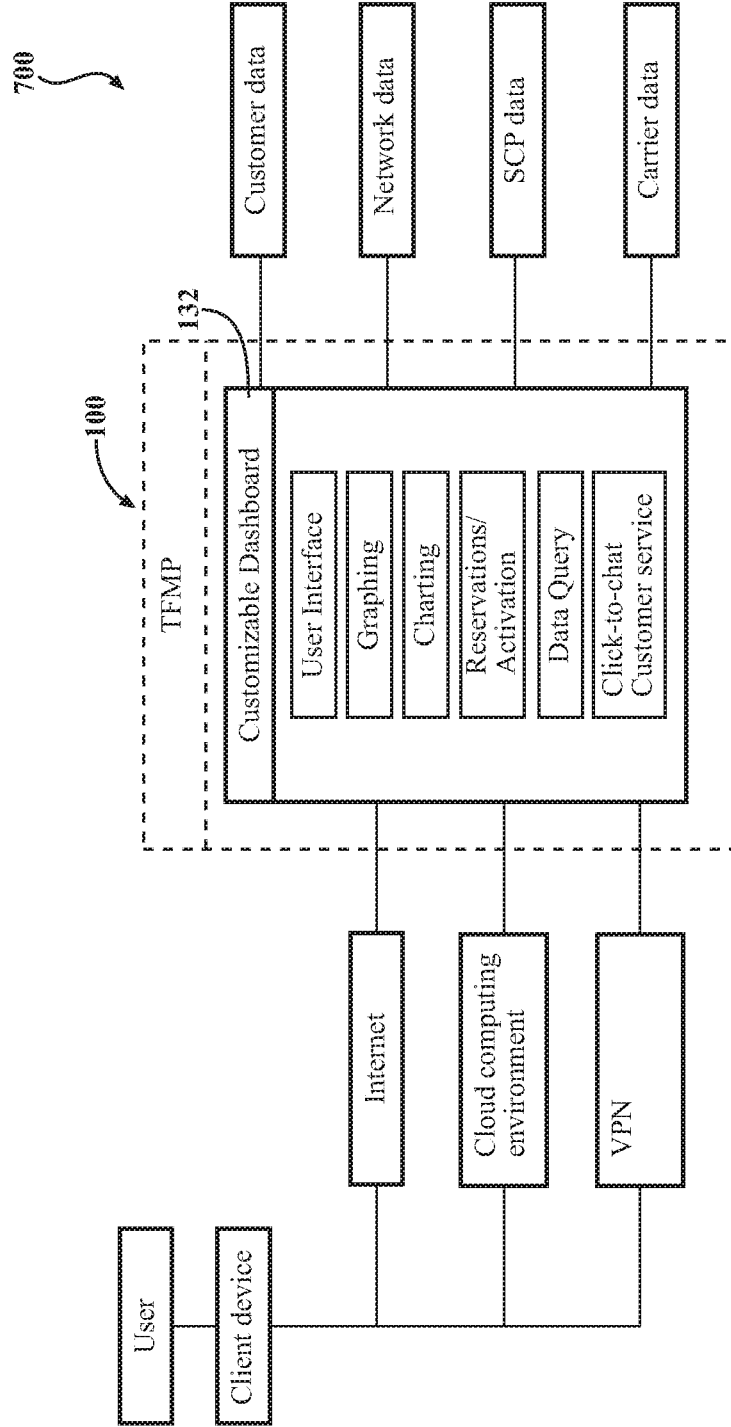 700
100
TFMP
132
User
Client device
Internet
Cloud computing
environment
VPN
Customizable Dashboard
User Interface
Graphing
Charting
Reservations/
Activation
Data Query
Click-to-chat
Customer service
Customer data
Network data
SCP data
Carrier data